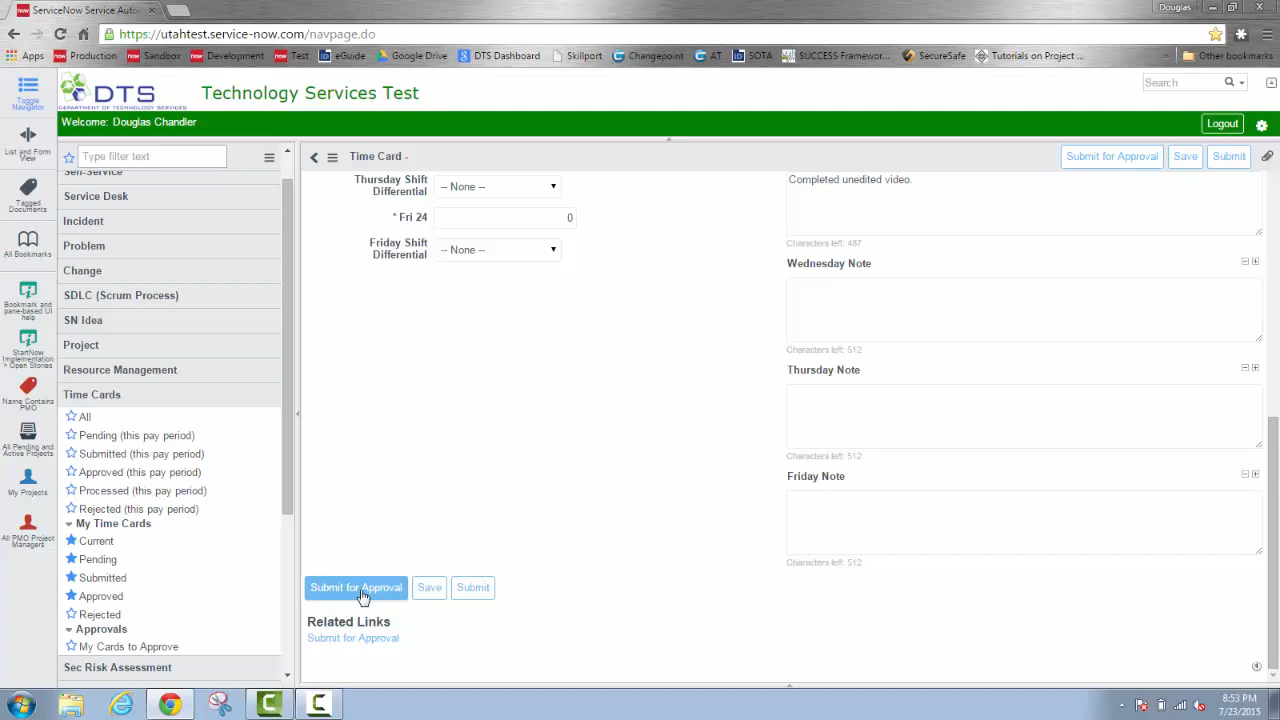 ServiceNow Service Auto
Douglas
https://utahtest.service-now.com/navpage.do
Apps Production Sandbox Development Test eGuide Google Drive DTS Dashboard Skillport Changepoint AT SOTA SUCCESS Framewor... SecureSafe Tutorials on Project ... » Other bookmarks
Toggle Navigator
DTS
DEPARTMENT OF TECHNOLOGY SERVICES
Technology Services Test
Search
Welcome: Douglas Chandler
Logout
List and Form View
Type filter text
Time Card
Submit for Approval Save Submit
Self-Service
Service Desk
Incident
Problem
Change
SDLC (Scrum Process)
SN Idea
Project
Resource Management
Time Cards
All
Pending (this pay period)
Submitted (this pay period)
Approved (this pay period)
Processed (this pay period)
Rejected (this pay period)
My Time Cards
Current
Pending
Submitted
Approved
Rejected
Approvals
My Cards to Approve
Sec Risk Assessment
Tagged Documents
All Bookmarks
Bookmark and pane-based UI help
StartNow Implementation > Open Stories
Name Contains PMO
All Pending and Active Projects
My Projects
All PMO Project Managers
Thursday Shift Differential
-- None --
* Fri 24
0
Friday Shift Differential
-- None --
Completed unedited video.
Characters left: 487
Wednesday Note
Characters left: 512
Thursday Note
Characters left: 512
Friday Note
Characters left: 512
Submit for Approval Save Submit
Related Links
Submit for Approval
8:53 PM
7/23/2015